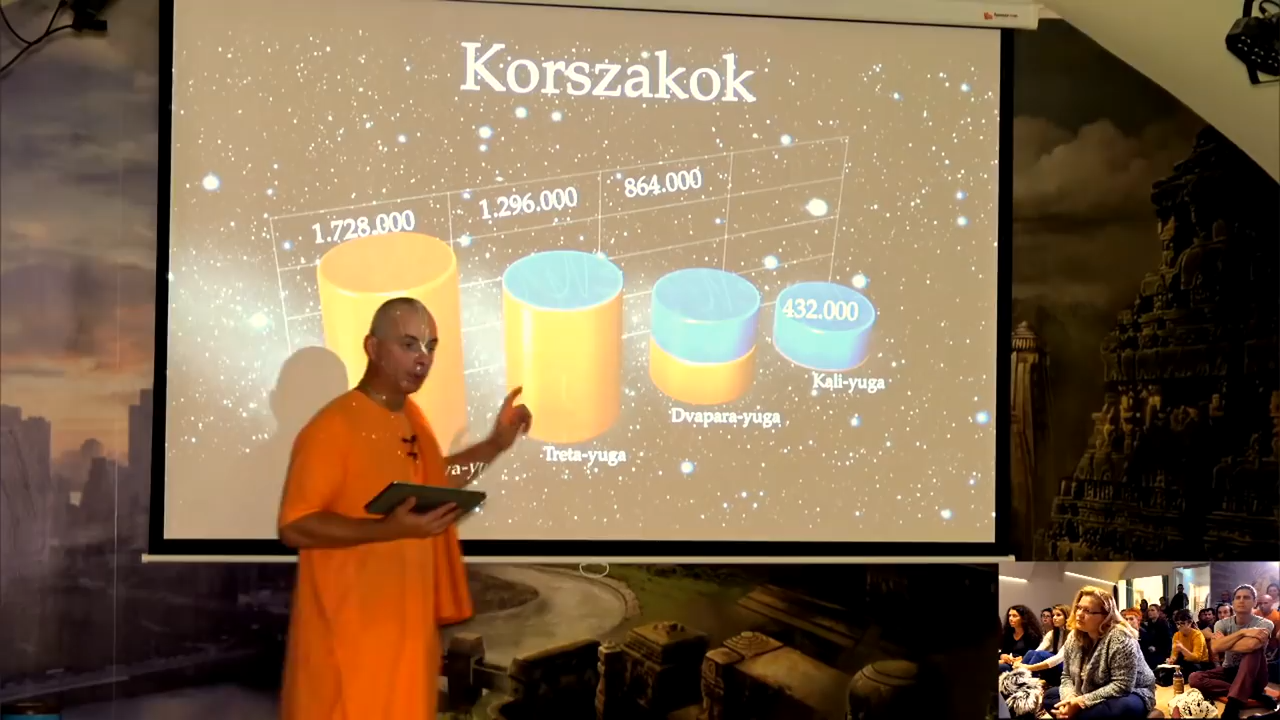 Korszakok
1.728.000
1.296.000
864.000
432.000
Kali-yuga
Dvapara-yuga
Treta-yuga